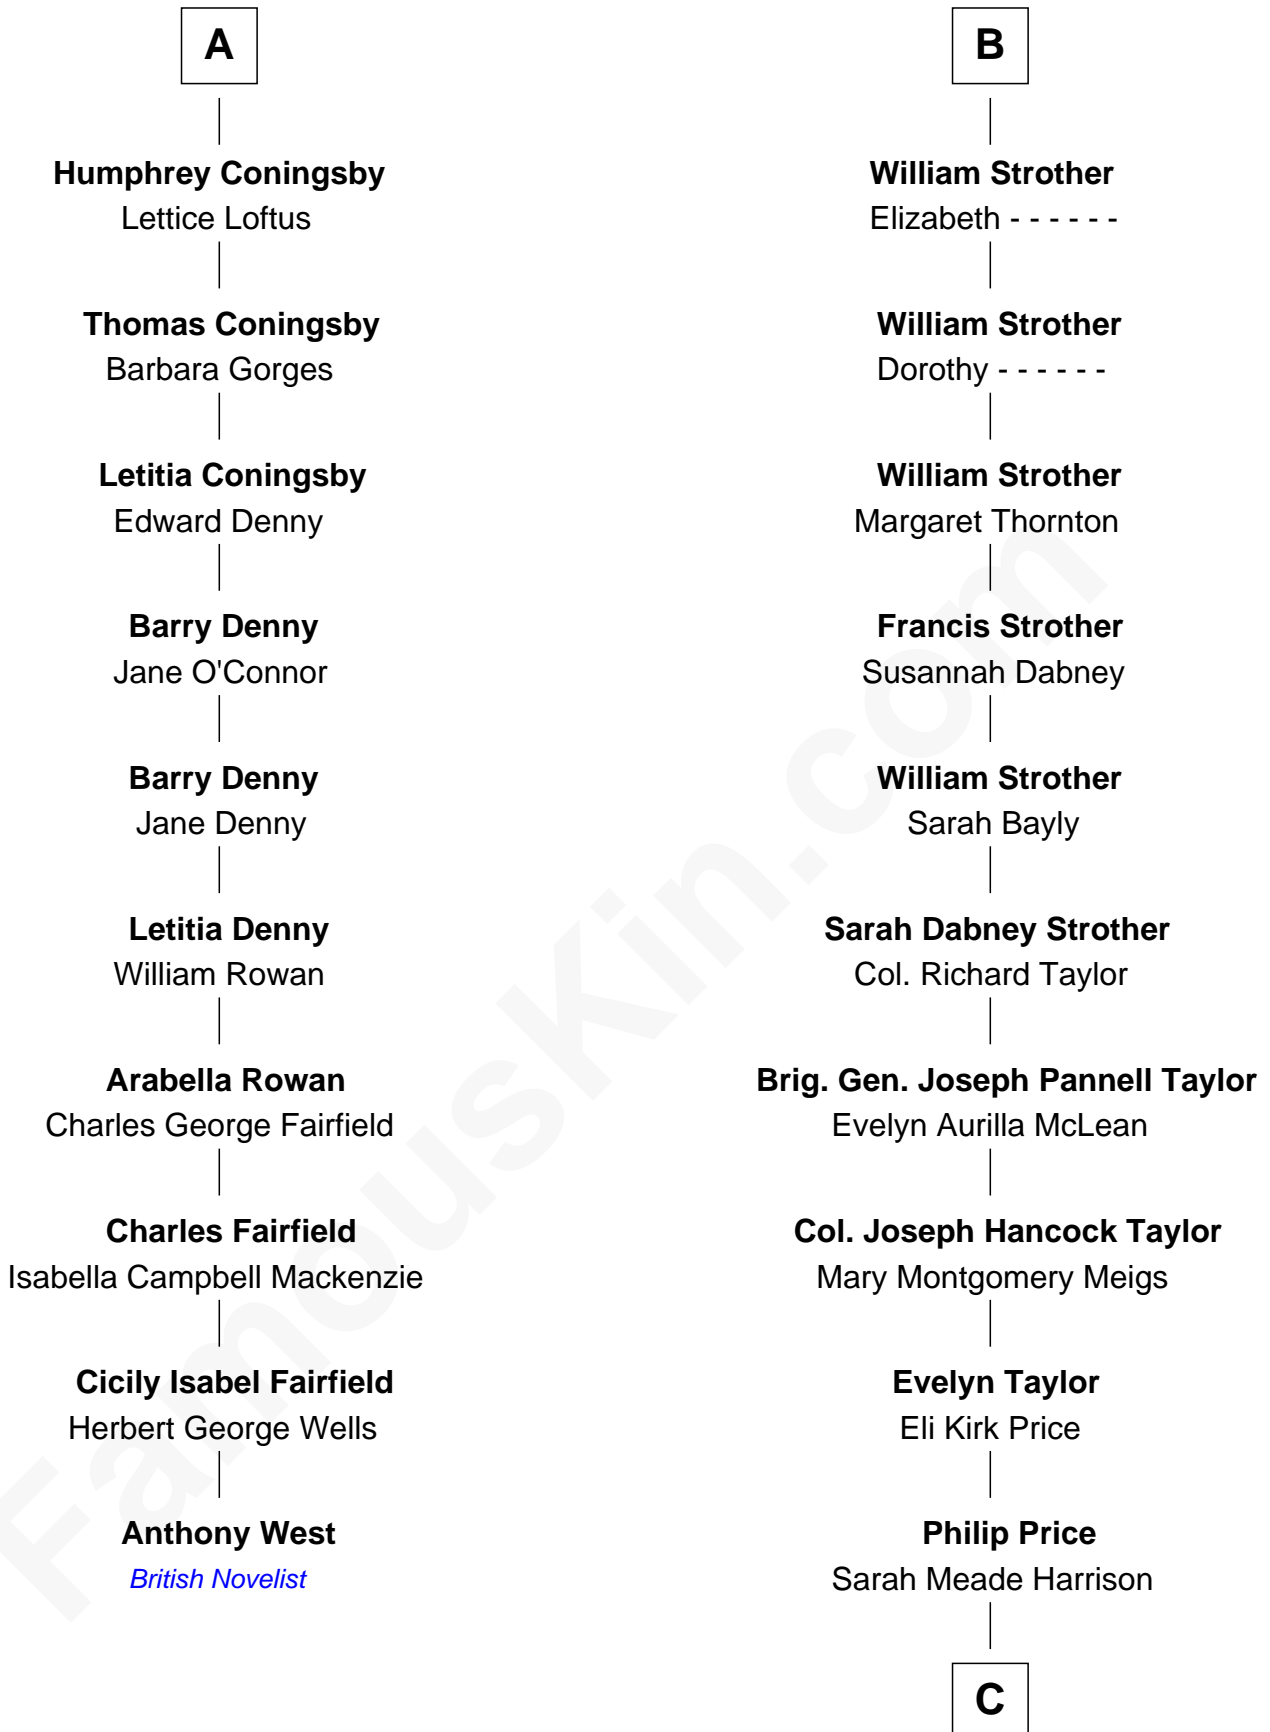 A
Humphrey Coningsby
Lettice Loftus
Thomas Coningsby
Barbara Gorges
Letitia Coningsby
Edward Denny
Barry Denny
Jane O'Connor
Barry Denny
Jane Denny
Letitia Denny
William Rowan
Arabella Rowan
Charles George Fairfield
Charles Fairfield
Isabella Campbell Mackenzie
Cicily Isabel Fairfield
Herbert George Wells
Anthony West
British Novelist
B
William Strother
Elizabeth - - - - - -
William Strother
Dorothy - - - - - -
William Strother
Margaret Thornton
Francis Strother
Susannah Dabney
William Strother
Sarah Bayly
Sarah Dabney Strother
Col. Richard Taylor
Brig. Gen. Joseph Pannell Taylor
Evelyn Aurilla McLean
Col. Joseph Hancock Taylor
Mary Montgomery Meigs
Evelyn Taylor
Eli Kirk Price
Philip Price
Sarah Meade Harrison
C
FamousKin.com